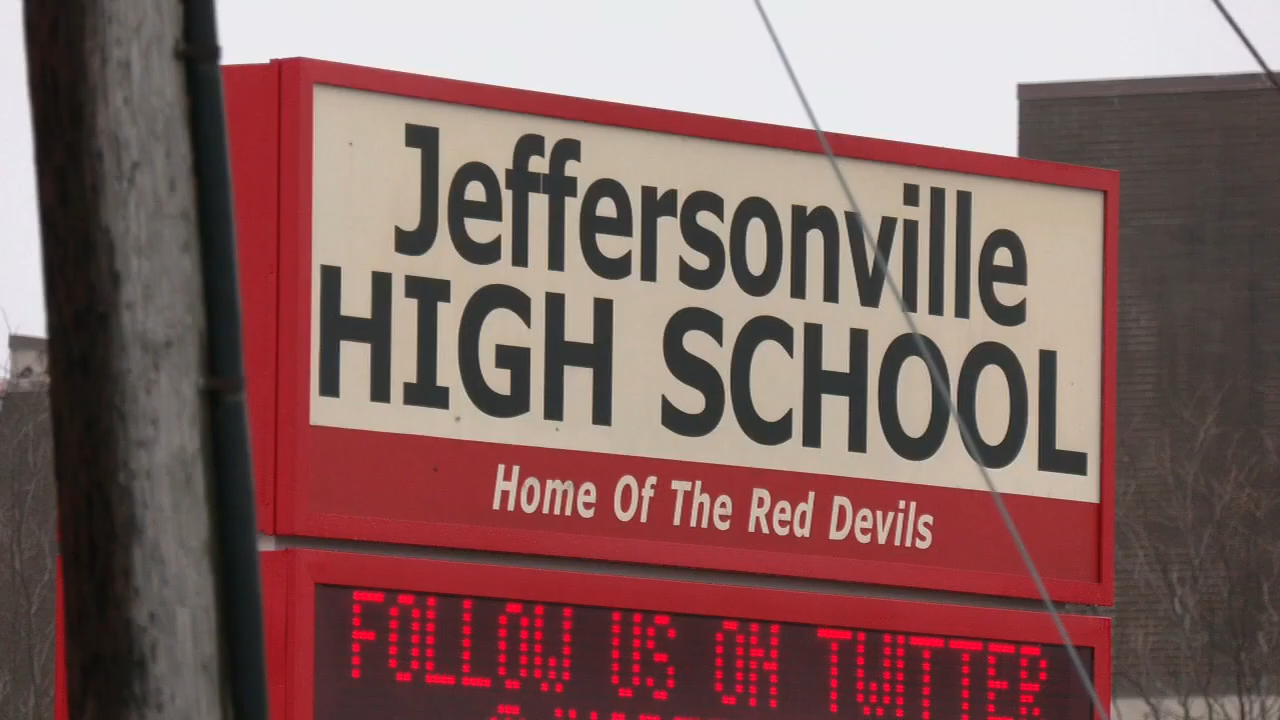 Jeffersonville
HIGH SCHOOL
Home Of The Red Devils
FOLLOW US ON TWITTER